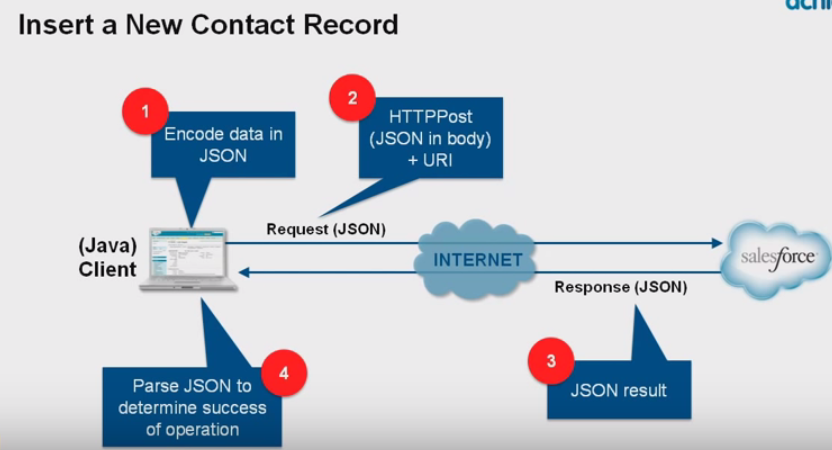 Insert a New Contact Record
1
Encode data in
JSON
2
HTTPPost
(JSON in body)
+ URI
(Java)
Client
Request (JSON)
INTERNET
salesforce
Response (JSON)
3
JSON result
4
Parse JSON to
determine success
of operation